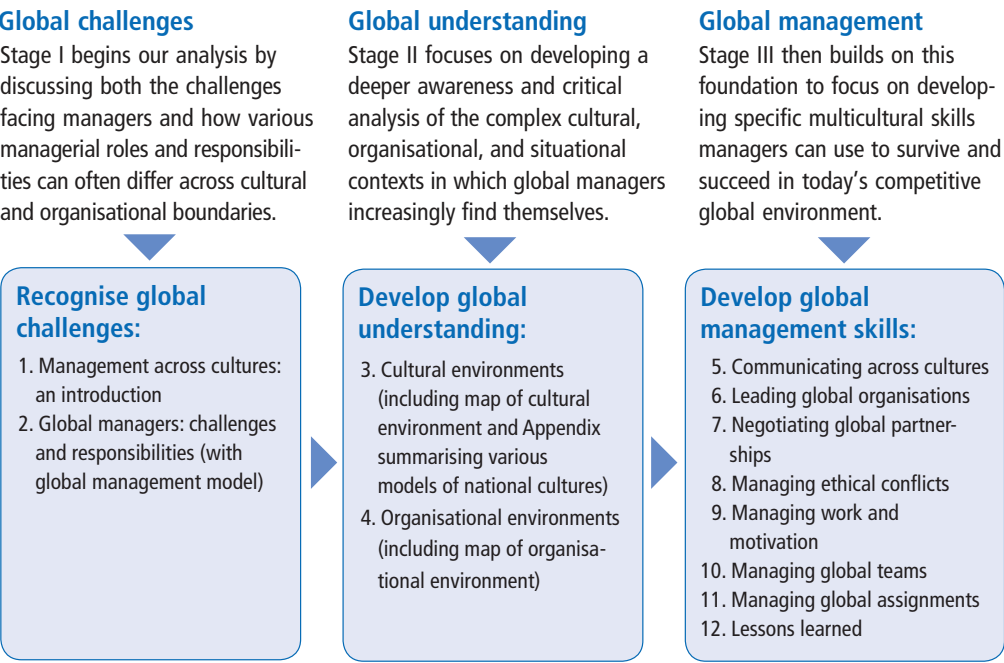 Global challenges
Stage I begins our analysis by
discussing both the challenges
facing managers and how various
managerial roles and responsibili-
ties can often differ across cultural
and organisational boundaries.
Recognise global
challenges:
1. Management across cultures:
an introduction
2. Global managers: challenges
and responsibilities (with
global management model)
Global understanding
Stage II focuses on developing a
deeper awareness and critical
analysis of the complex cultural,
organisational, and situational
contexts in which global managers
increasingly find themselves.
Develop global
understanding:
3. Cultural environments
(including map of cultural
environment and Appendix
summarising various
models of national cultures)
4. Organisational environments
(including map of organisa-
tional environment)
Global management
Stage III then builds on this
foundation to focus on develop-
ing specific multicultural skills
managers can use to survive and
succeed in today's competitive
global environment.
Develop global
management skills:
5. Communicating across cultures
6. Leading global organisations
7. Negotiating global partner-
ships
8. Managing ethical conflicts
9. Managing work and
motivation
10. Managing global teams
11. Managing global assignments
12. Lessons learned